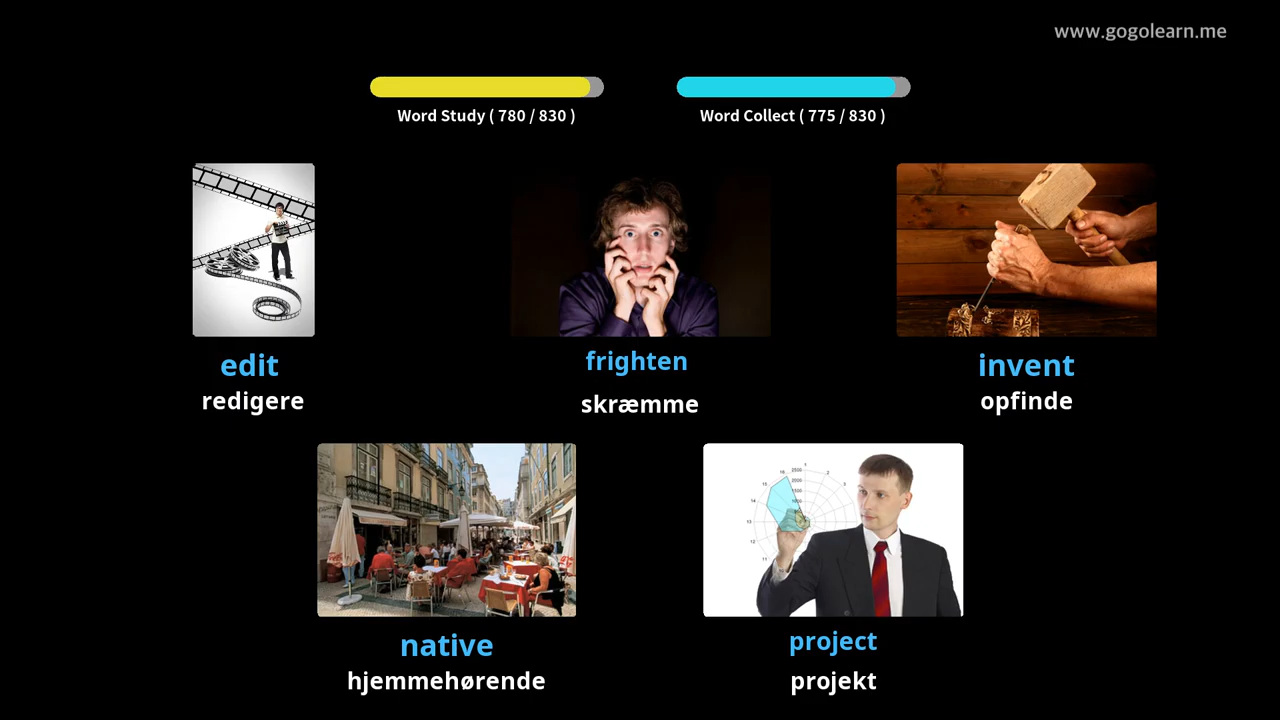 www.gogolearn.me
Word Study ( 780 / 830 )
Word Collect ( 775 / 830 )
edit
redigere
frighten
skræmme
invent
opfinde
native
hjemmehørende
project
projekt